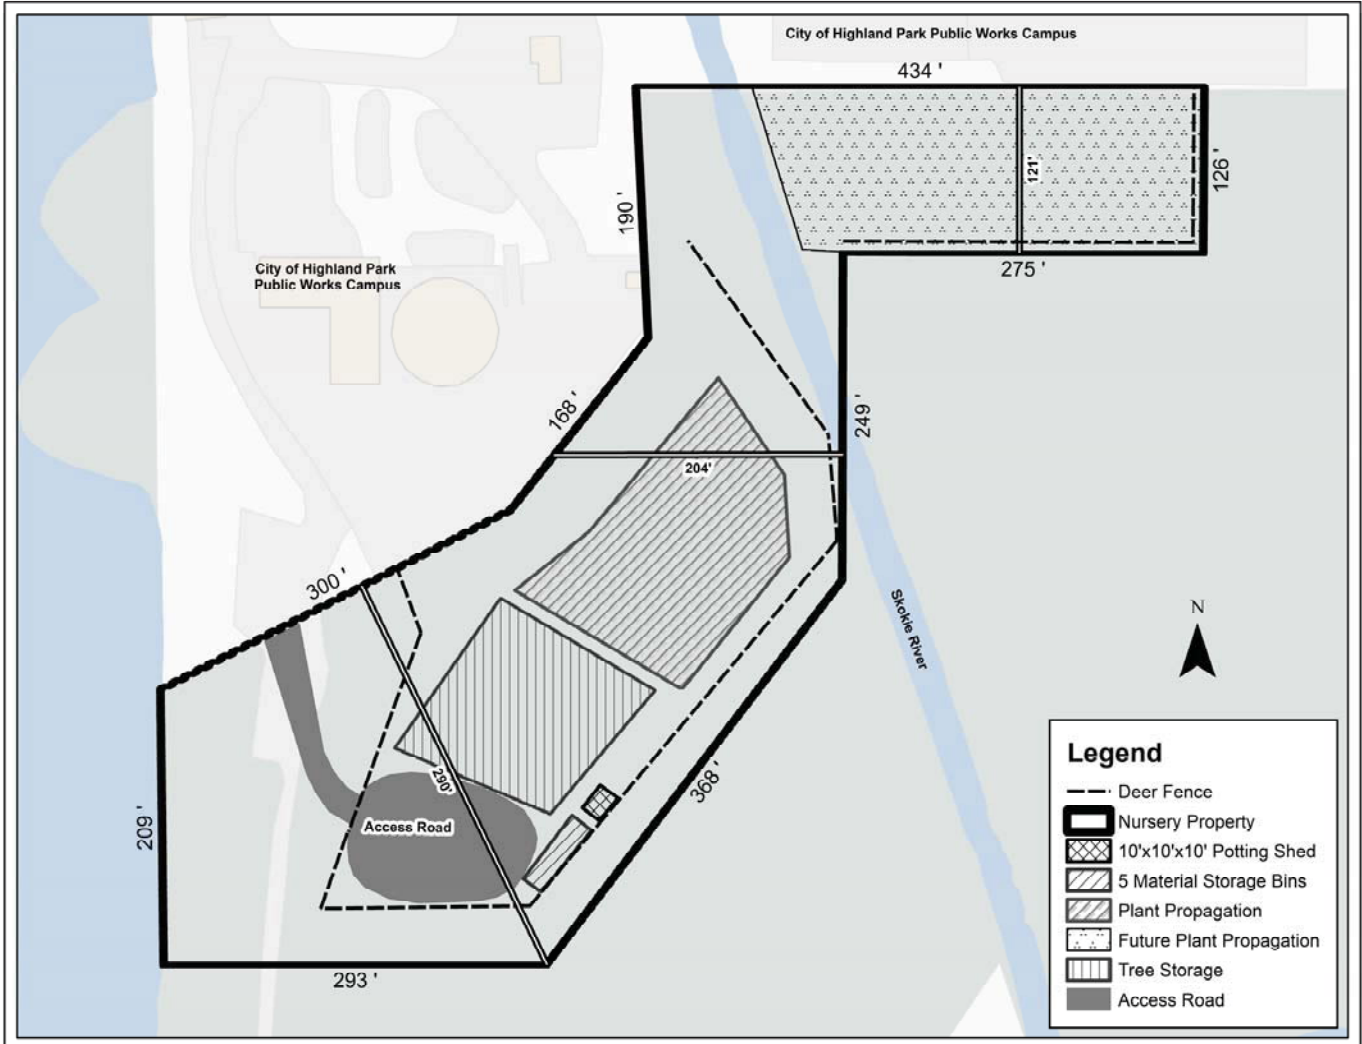 City of Highland Park Public Works Campus
434 '
126 '
121'
190 '
275 '
City of Highland Park
Public Works Campus
168 '
249 '
204'
300 '
Skokie River
N
290'
368 '
209 '
Access Road
293 '
Legend
Deer Fence
Nursery Property
10'x10'x10' Potting Shed
5 Material Storage Bins
Plant Propagation
Future Plant Propagation
Tree Storage
Access Road